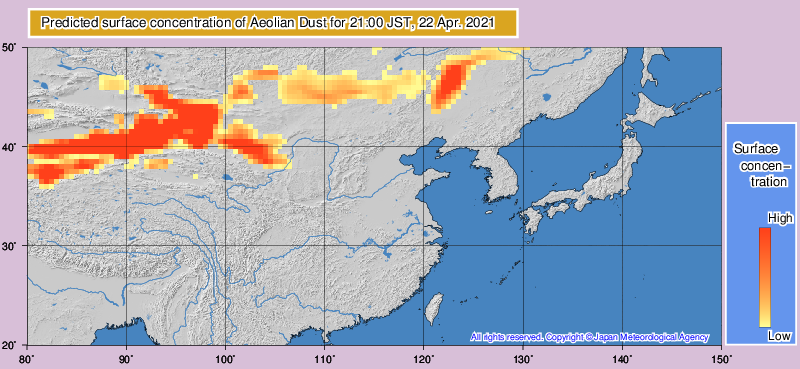 Predicted surface concentration of Aeolian Dust for 21:00 JST, 22 Apr. 2021
50°
40°
30°
20°
80°
90°
100°
110°
120°
130°
140°
150°
All rights reserved. Copyright © Japan Meteorological Agency
Surface
concen–
tration
High
Low